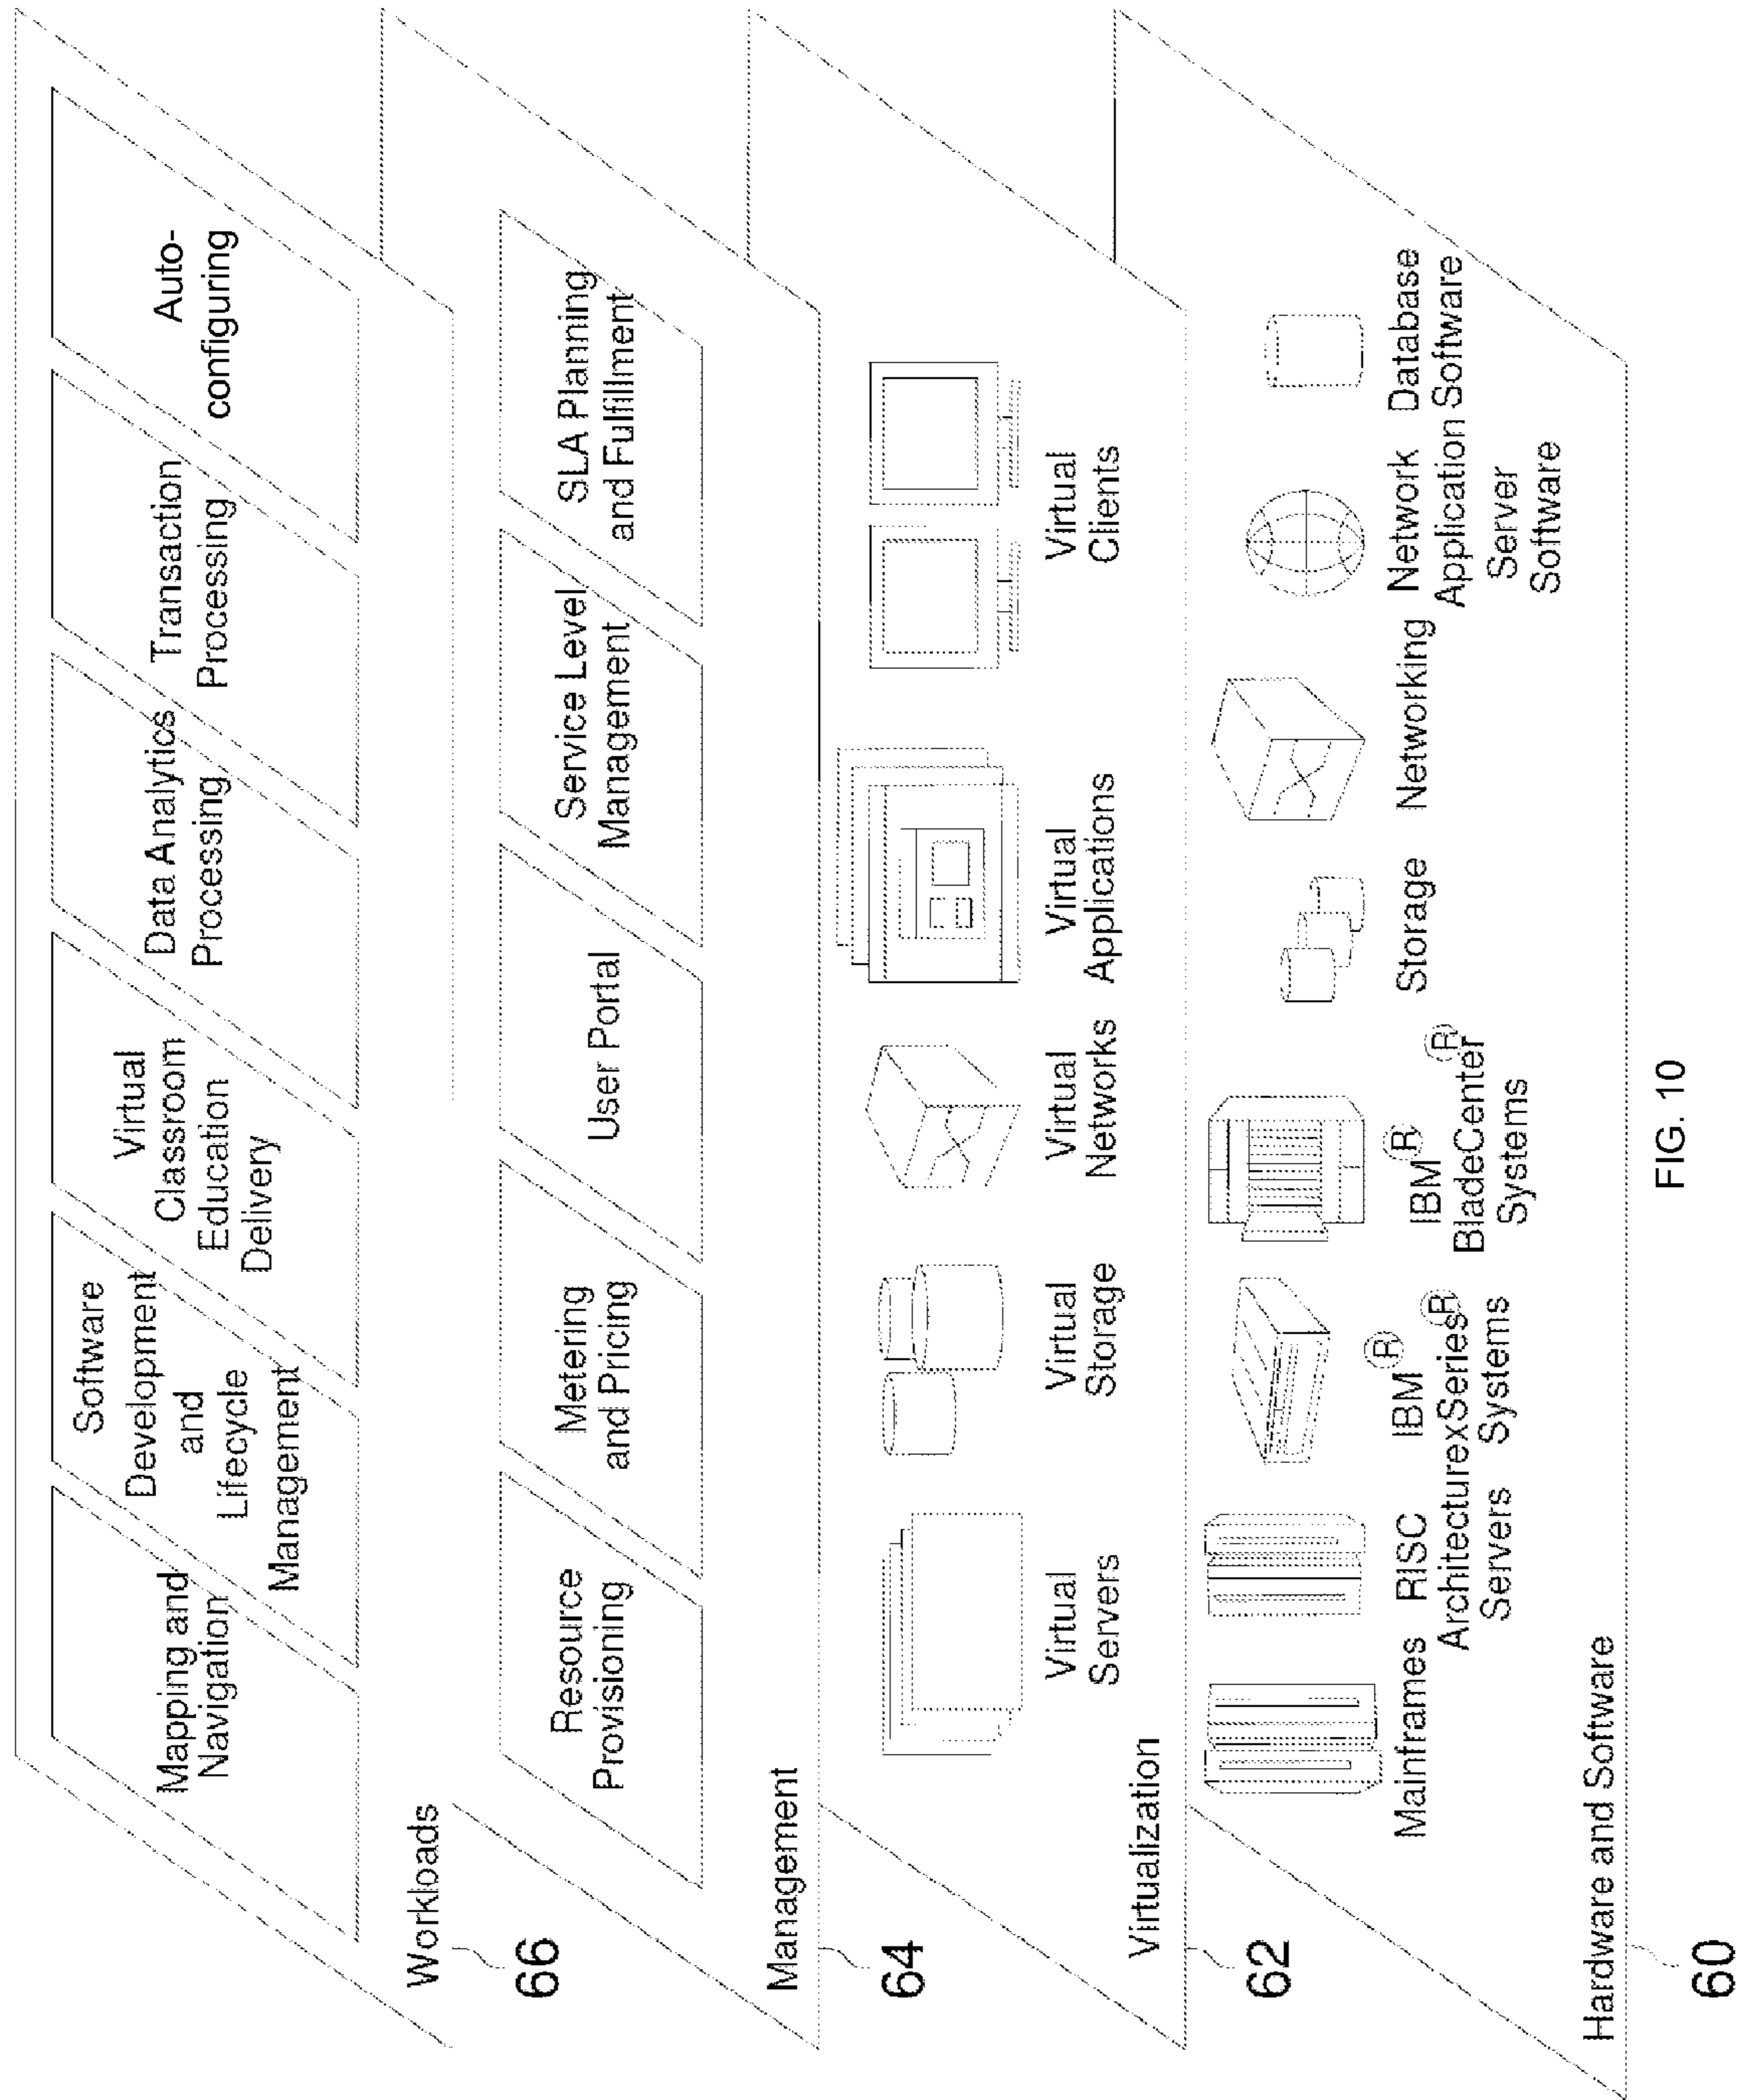 Mapping and
Navigation
Software
Development
and
Lifecycle
Management
Virtual
Classroom
Education
Delivery
Data Analytics
Processing
Transaction
Processing
Auto-
configuring
Workloads
66
Resource
Provisioning
Metering
and Pricing
User Portal
Service Level
Management
SLA Planning
and Fulfillment
Management
64
Virtual
Servers
Virtual
Storage
Virtual
Networks
Virtual
Applications
Virtual
Clients
Virtualization
62
Mainframes
RISC
Architecture
Servers
IBM®
xSeries®
Systems
IBM®
BladeCenter®
Systems
Storage
Networking
Network
Application
Server
Software
Database
Software
Hardware and Software
60
FIG. 10